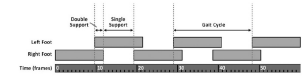 Double
Support
Single
Support
Gait Cycle
Left Foot
Right Foot
Time (frames)
0 10 20 30 40 50